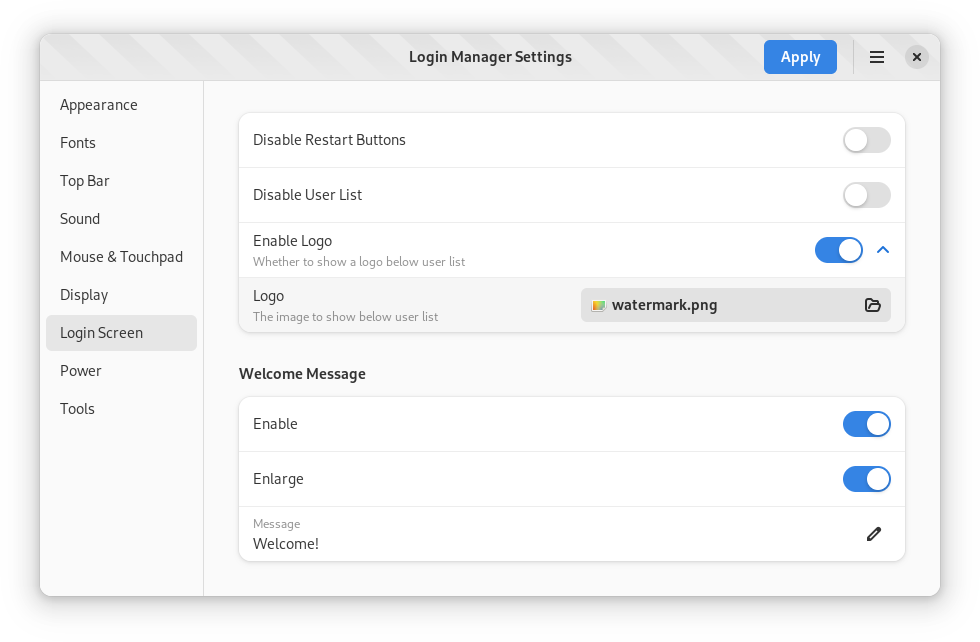 Login Manager Settings
Apply
Appearance
Fonts
Top Bar
Sound
Mouse & Touchpad
Display
Login Screen
Power
Tools
Disable Restart Buttons
Disable User List
Enable Logo
Whether to show a logo below user list
Logo
The image to show below user list
watermark.png
Welcome Message
Enable
Enlarge
Message
Welcome!